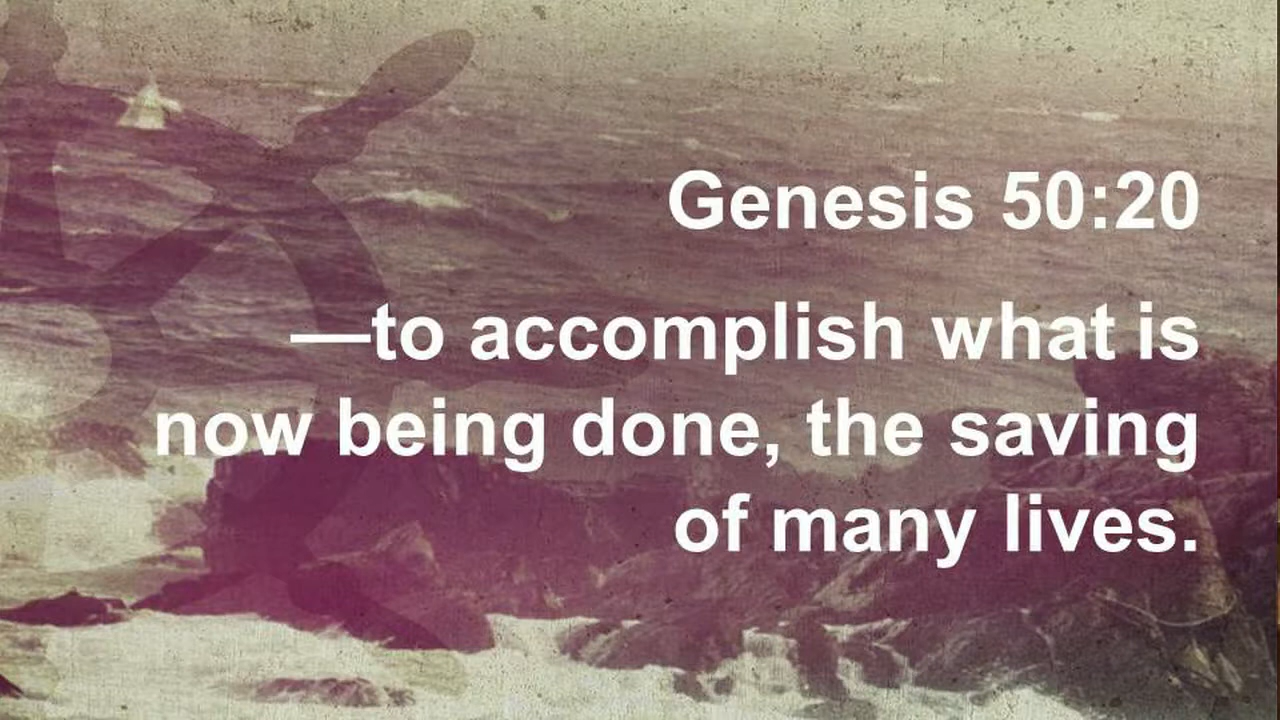 Genesis 50:20
—to accomplish what is
now being done, the saving
of many lives.